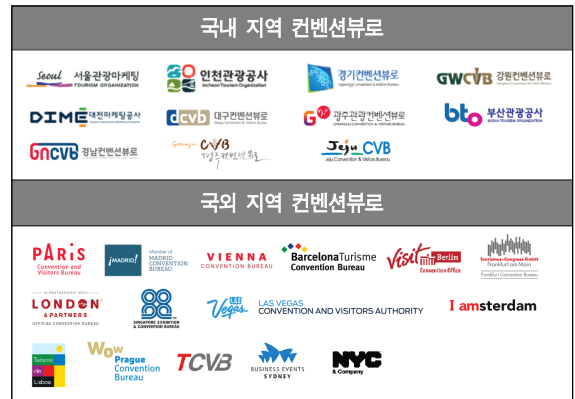 국내 지역 컨벤션뷰로
Seoul 서울관광마케팅
TOURISM ORGANIZATION
인천관광공사
Incheon Tourism Organization
경기컨벤션뷰로
GWCVB 강원컨벤션뷰로
DIME 대전마케팅공사
dcvb 대구컨벤션뷰로
G 광주관광컨벤션뷰로
bto 부산관광공사
BUSAN TOURISM ORGANIZATION
GNCVB 경남컨벤션뷰로
CVB
경주컨벤션뷰로
Jeju CVB
Jeju Convention & Visitors Bureau
국외 지역 컨벤션뷰로
PARiS
Convention and
Visitors Bureau
¡MADRID!
Member of
MADRID
CONVENTION
BUREAU
VIENNA
CONVENTION BUREAU
BarcelonaTurisme
Convention Bureau
Visit Berlin
Convention Office
Tourismus+Congress GmbH
Frankfurt am Main
Frankfurt Convention Bureau
LONDON
& PARTNERS
OFFICIAL CONVENTION BUREAU
SINGAPORE EXHIBITION
& CONVENTION BUREAU
Vegas
LAS VEGAS
CONVENTION AND VISITORS AUTHORITY
I amsterdam
Turismo
de
Lisboa
Wow
Prague
Convention
Bureau
TCVB
BUSINESS EVENTS
SYDNEY
NYC
& Company